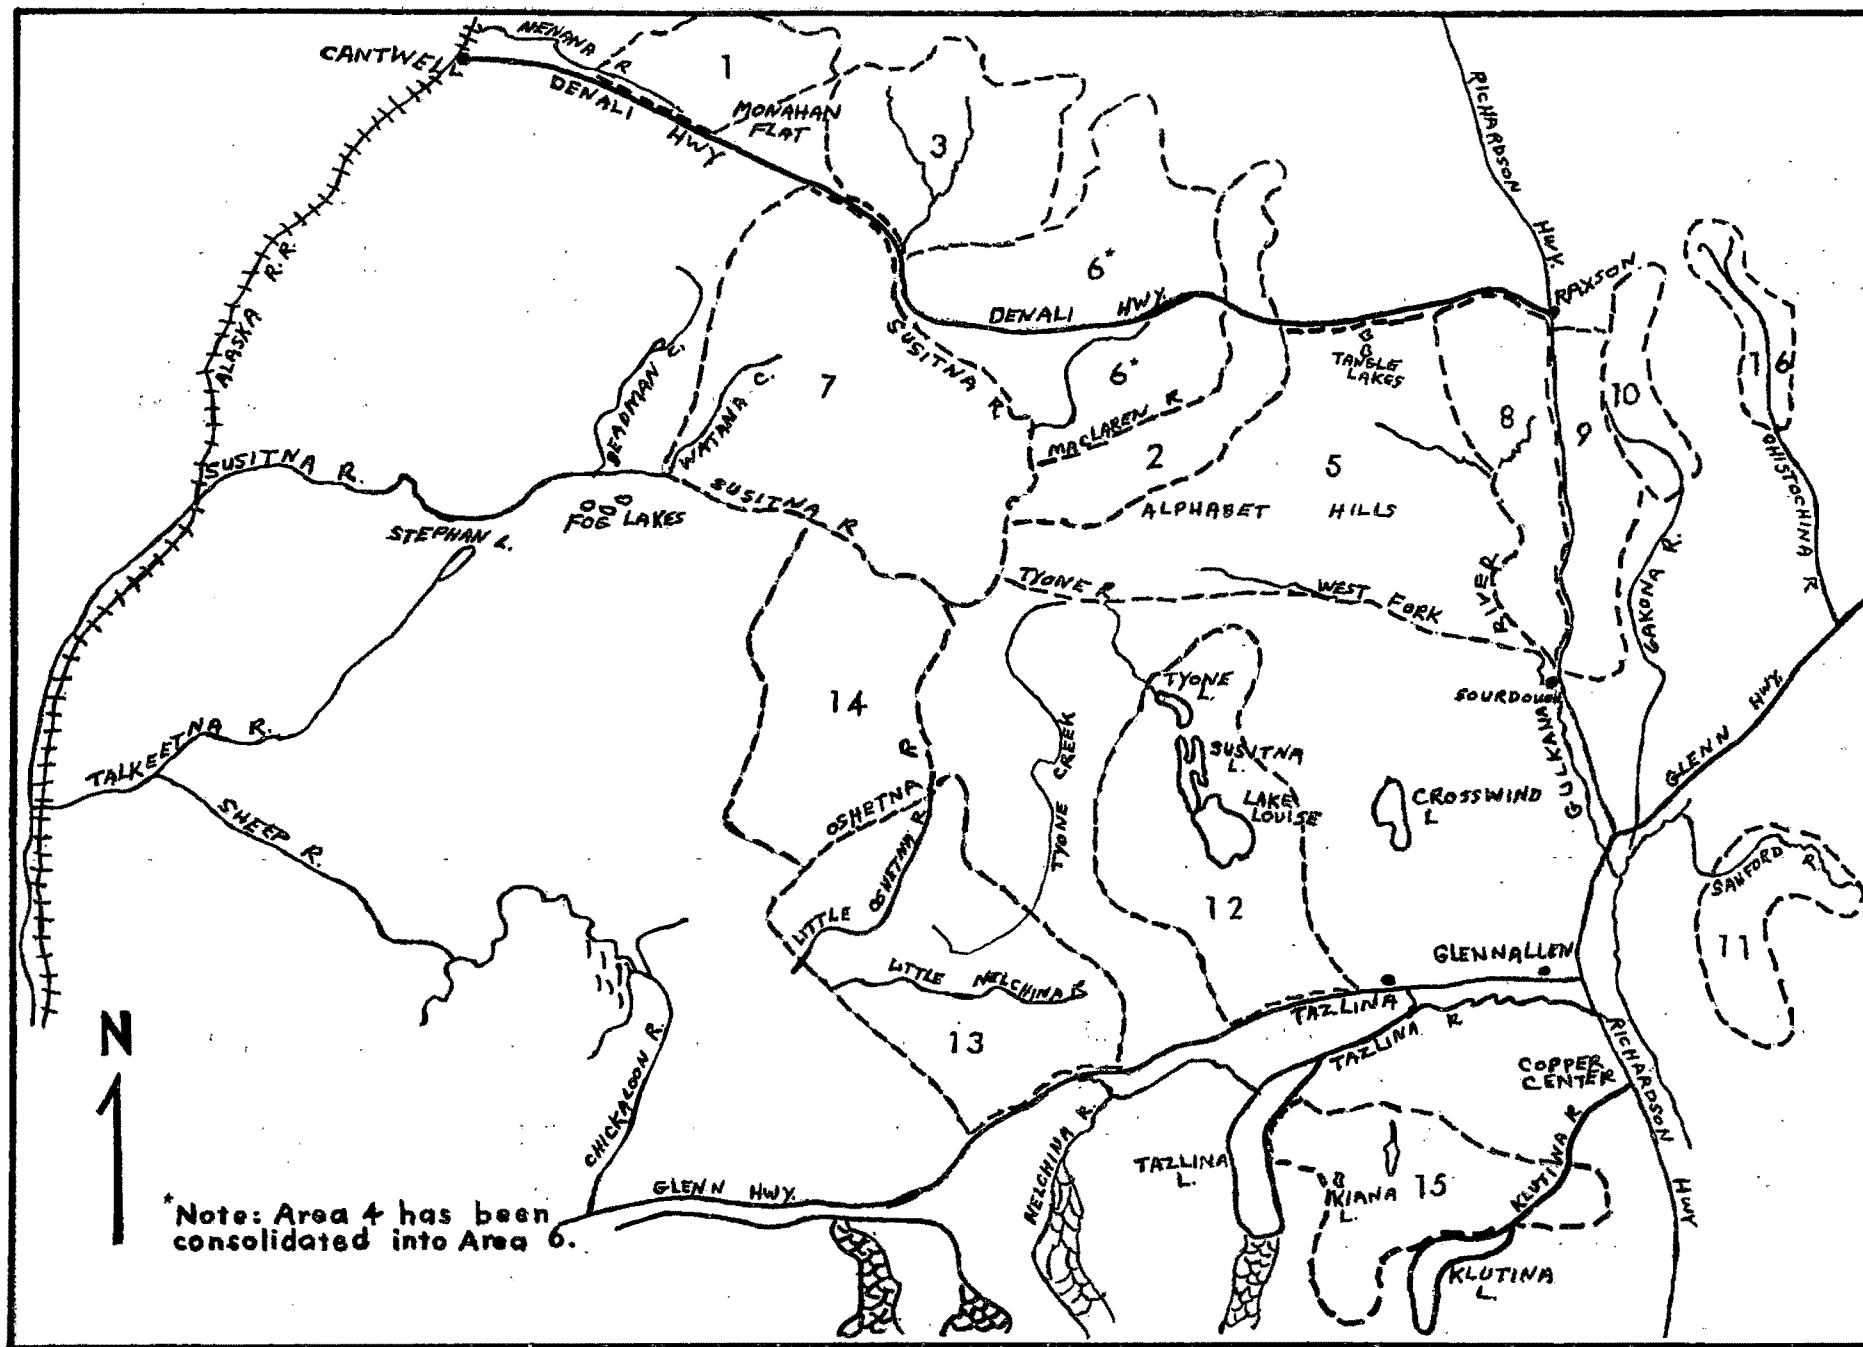 CANTWELL
NENANA
R
1
DENALI
HWY
MONAHAN
FLAT
3
RICHARDSON
HWY.
PAXSON
6*
DENALI HWY.
ALASKA R.R.
SUSITNA R.
DEADMAN C.
WATANA C.
7
6*
MACLAREN R
2
TANGLE
LAKES
5
8
9
10
16
CHISTOCHINA R
ALPHABET HILLS
SUSITNA R.
STEPHAN L.
FOG LAKES
SUSITNA R
TYONE R
WEST FORK
RIVER
GAKONA R.
SOURDOUGH
GULKANA
GLENN HWY.
14
TYONE
L.
SUSITNA
L.
LAKE
LOUISE
CROSSWIND
L
TALKEETNA R.
SHEEP R.
OSHETNA R
LITTLE OSHETNA R
TYONE CREEK
12
SANFORD R
11
GLENNALLEN
LITTLE NELCHINA R
13
TAZLINA
TAZLINA R
CHICKALOON R.
COPPER
CENTER
RICHARDSON
HWY
N
NELCHINA R.
TAZLINA
L.
KIANA
L.
15
KLUTINA R
KLUTINA
L.
GLENN HWY.
*Note: Area 4 has been
consolidated into Area 6.